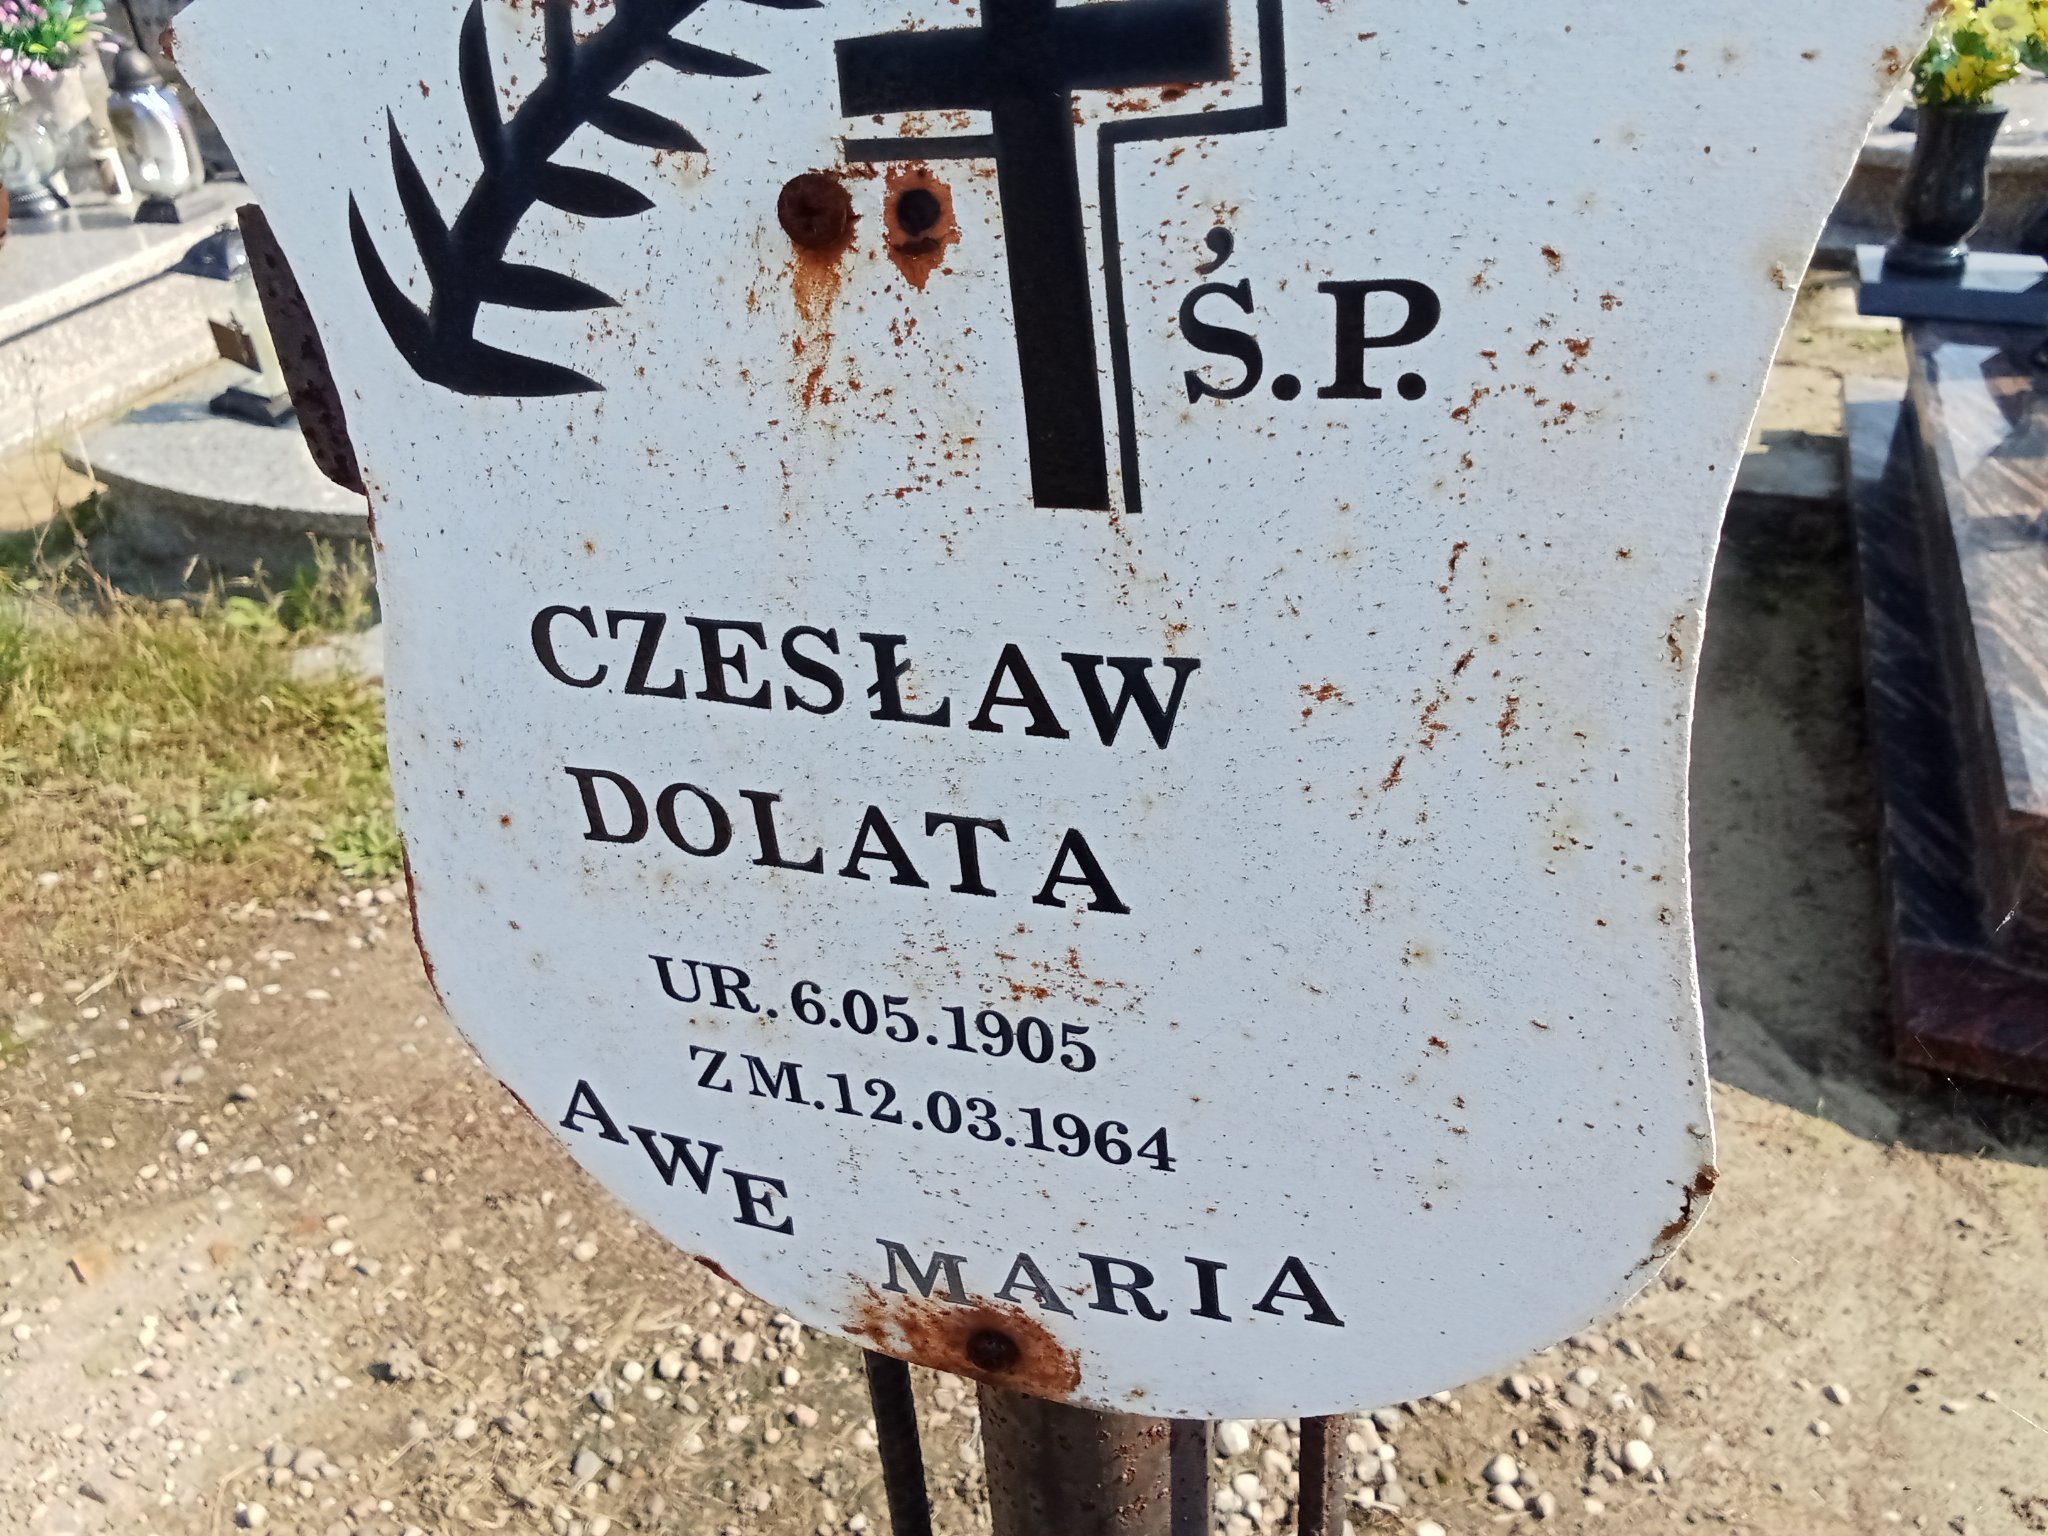 Ś.P.
CZESŁAW
DOLATA
UR. 6.05.1905
ZM. 12.03.1964
AWE MARIA